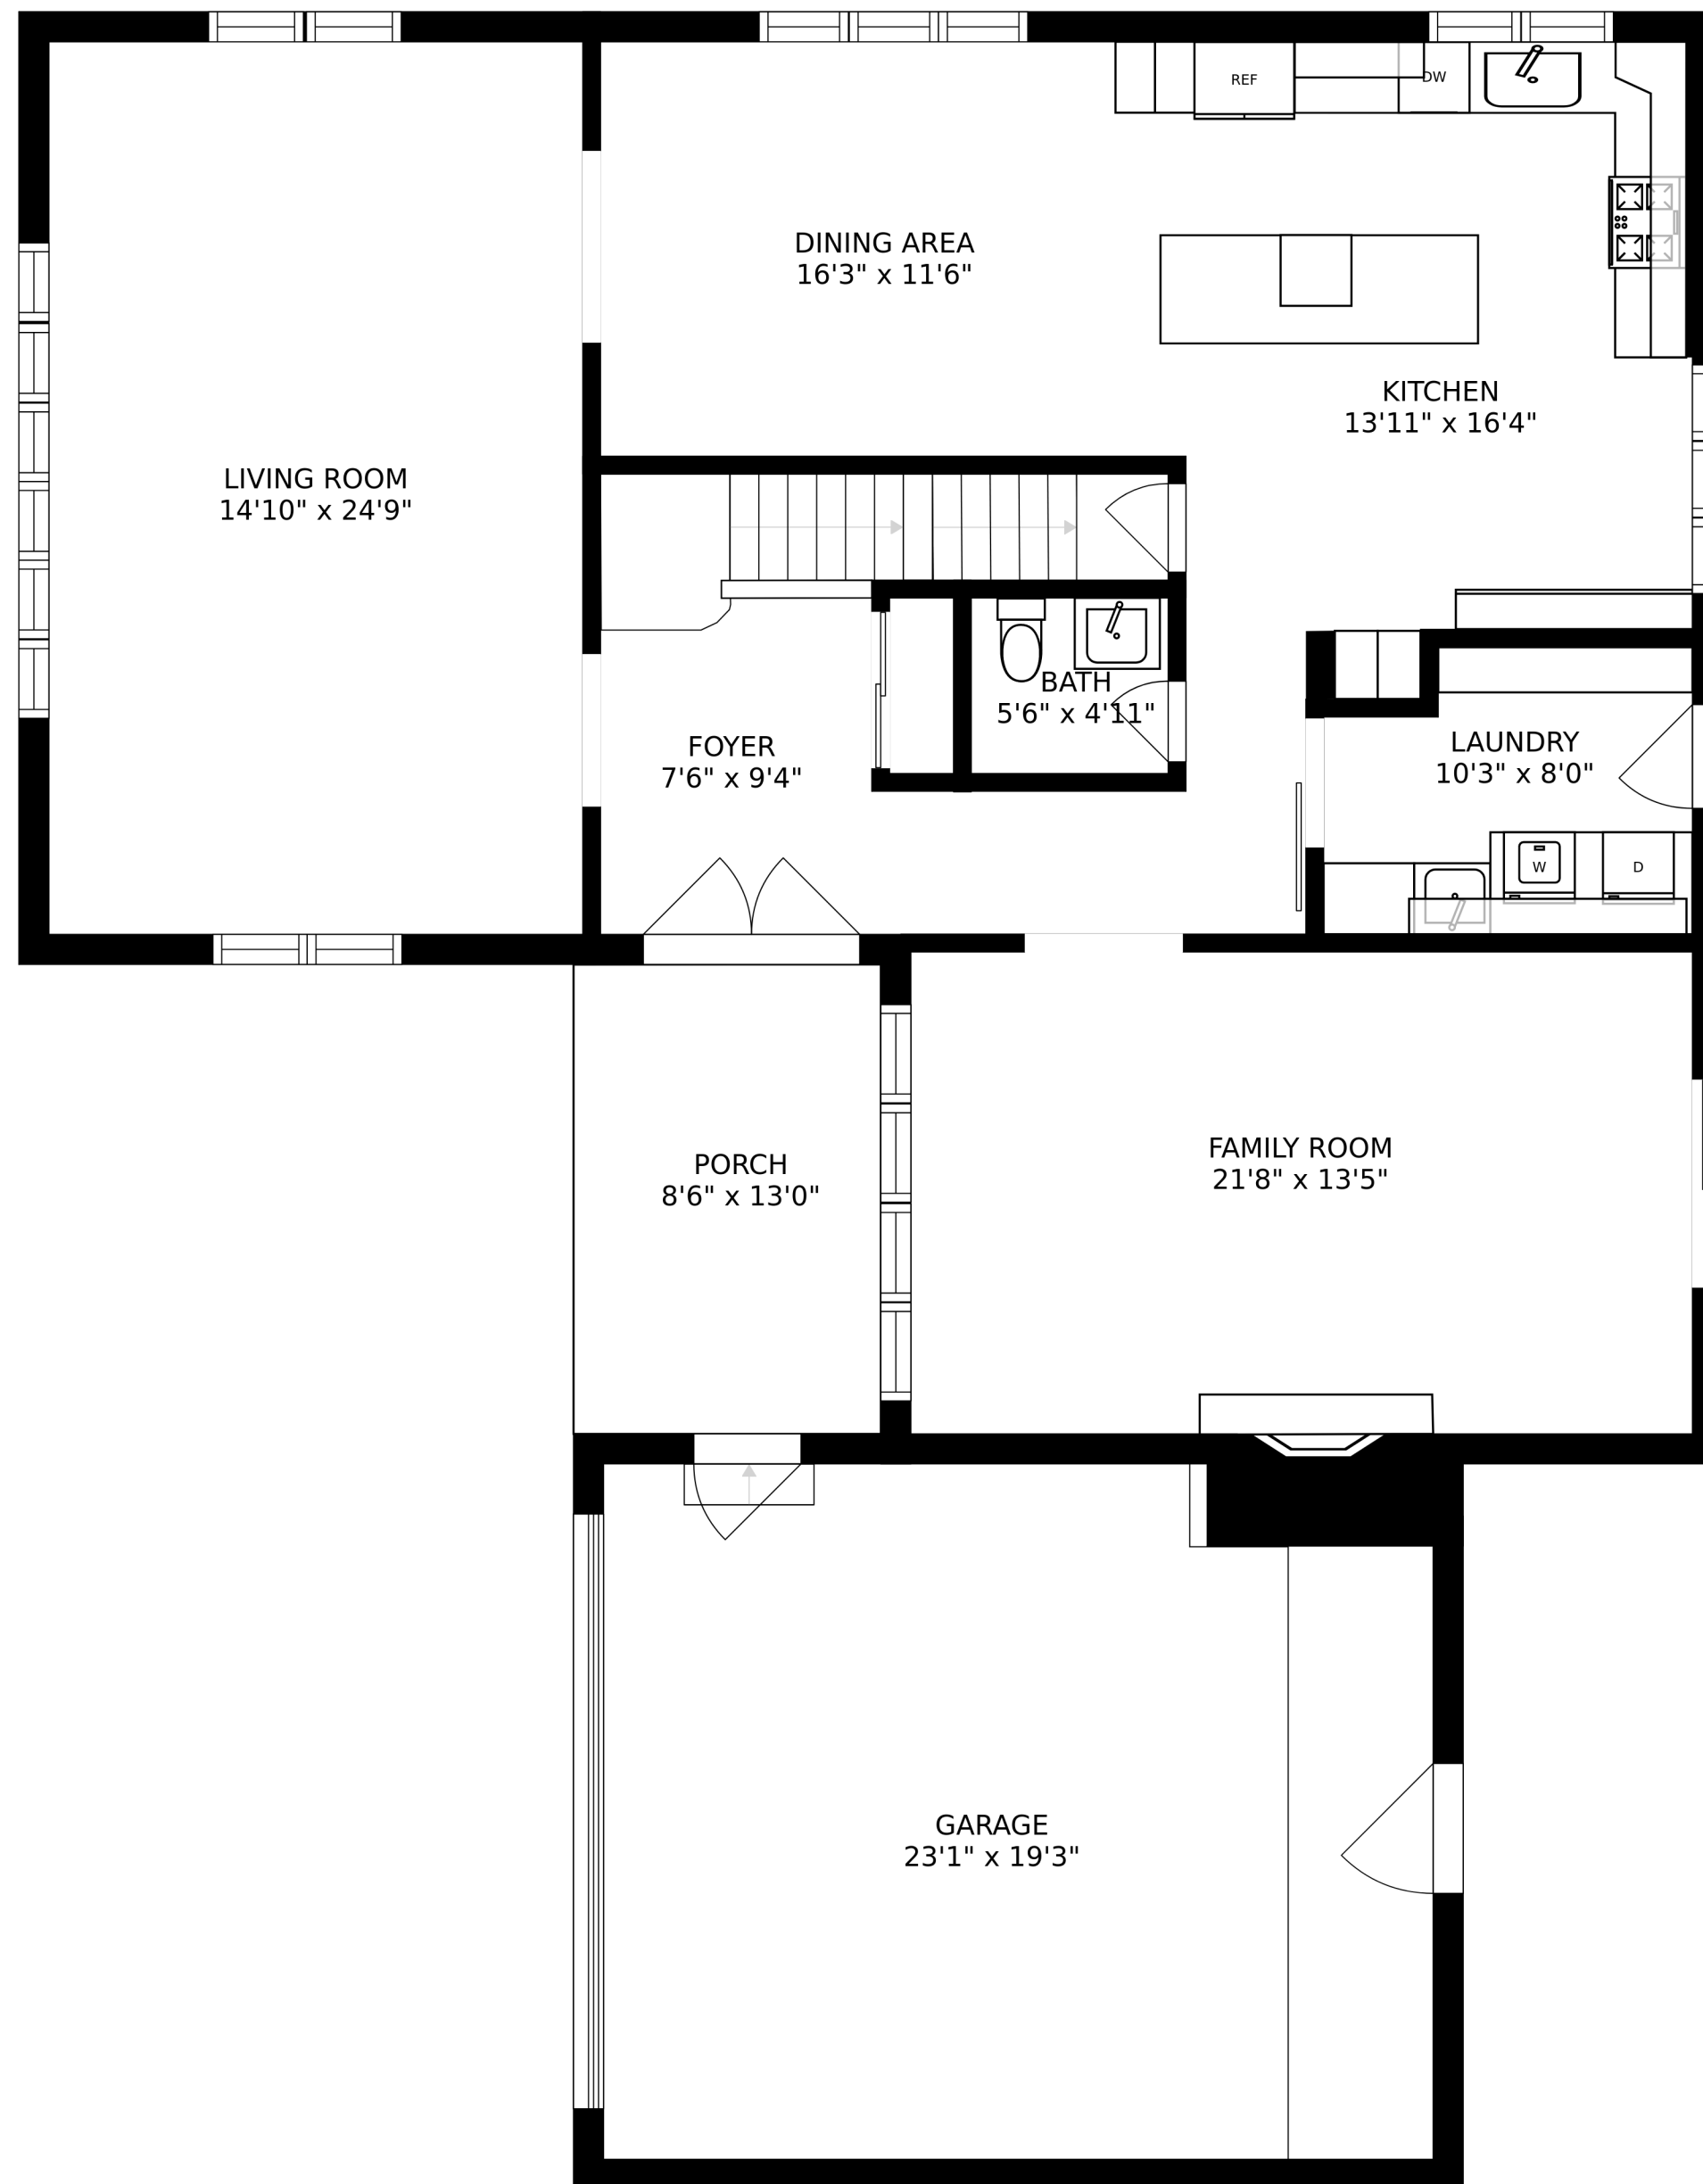 REF
DW
DINING AREA
16'3" x 11'6"
KITCHEN
13'11" x 16'4"
LIVING ROOM
14'10" x 24'9"
BATH
5'6" x 4'11"
FOYER
7'6" x 9'4"
LAUNDRY
10'3" x 8'0"
W
D
PORCH
8'6" x 13'0"
FAMILY ROOM
21'8" x 13'5"
GARAGE
23'1" x 19'3"